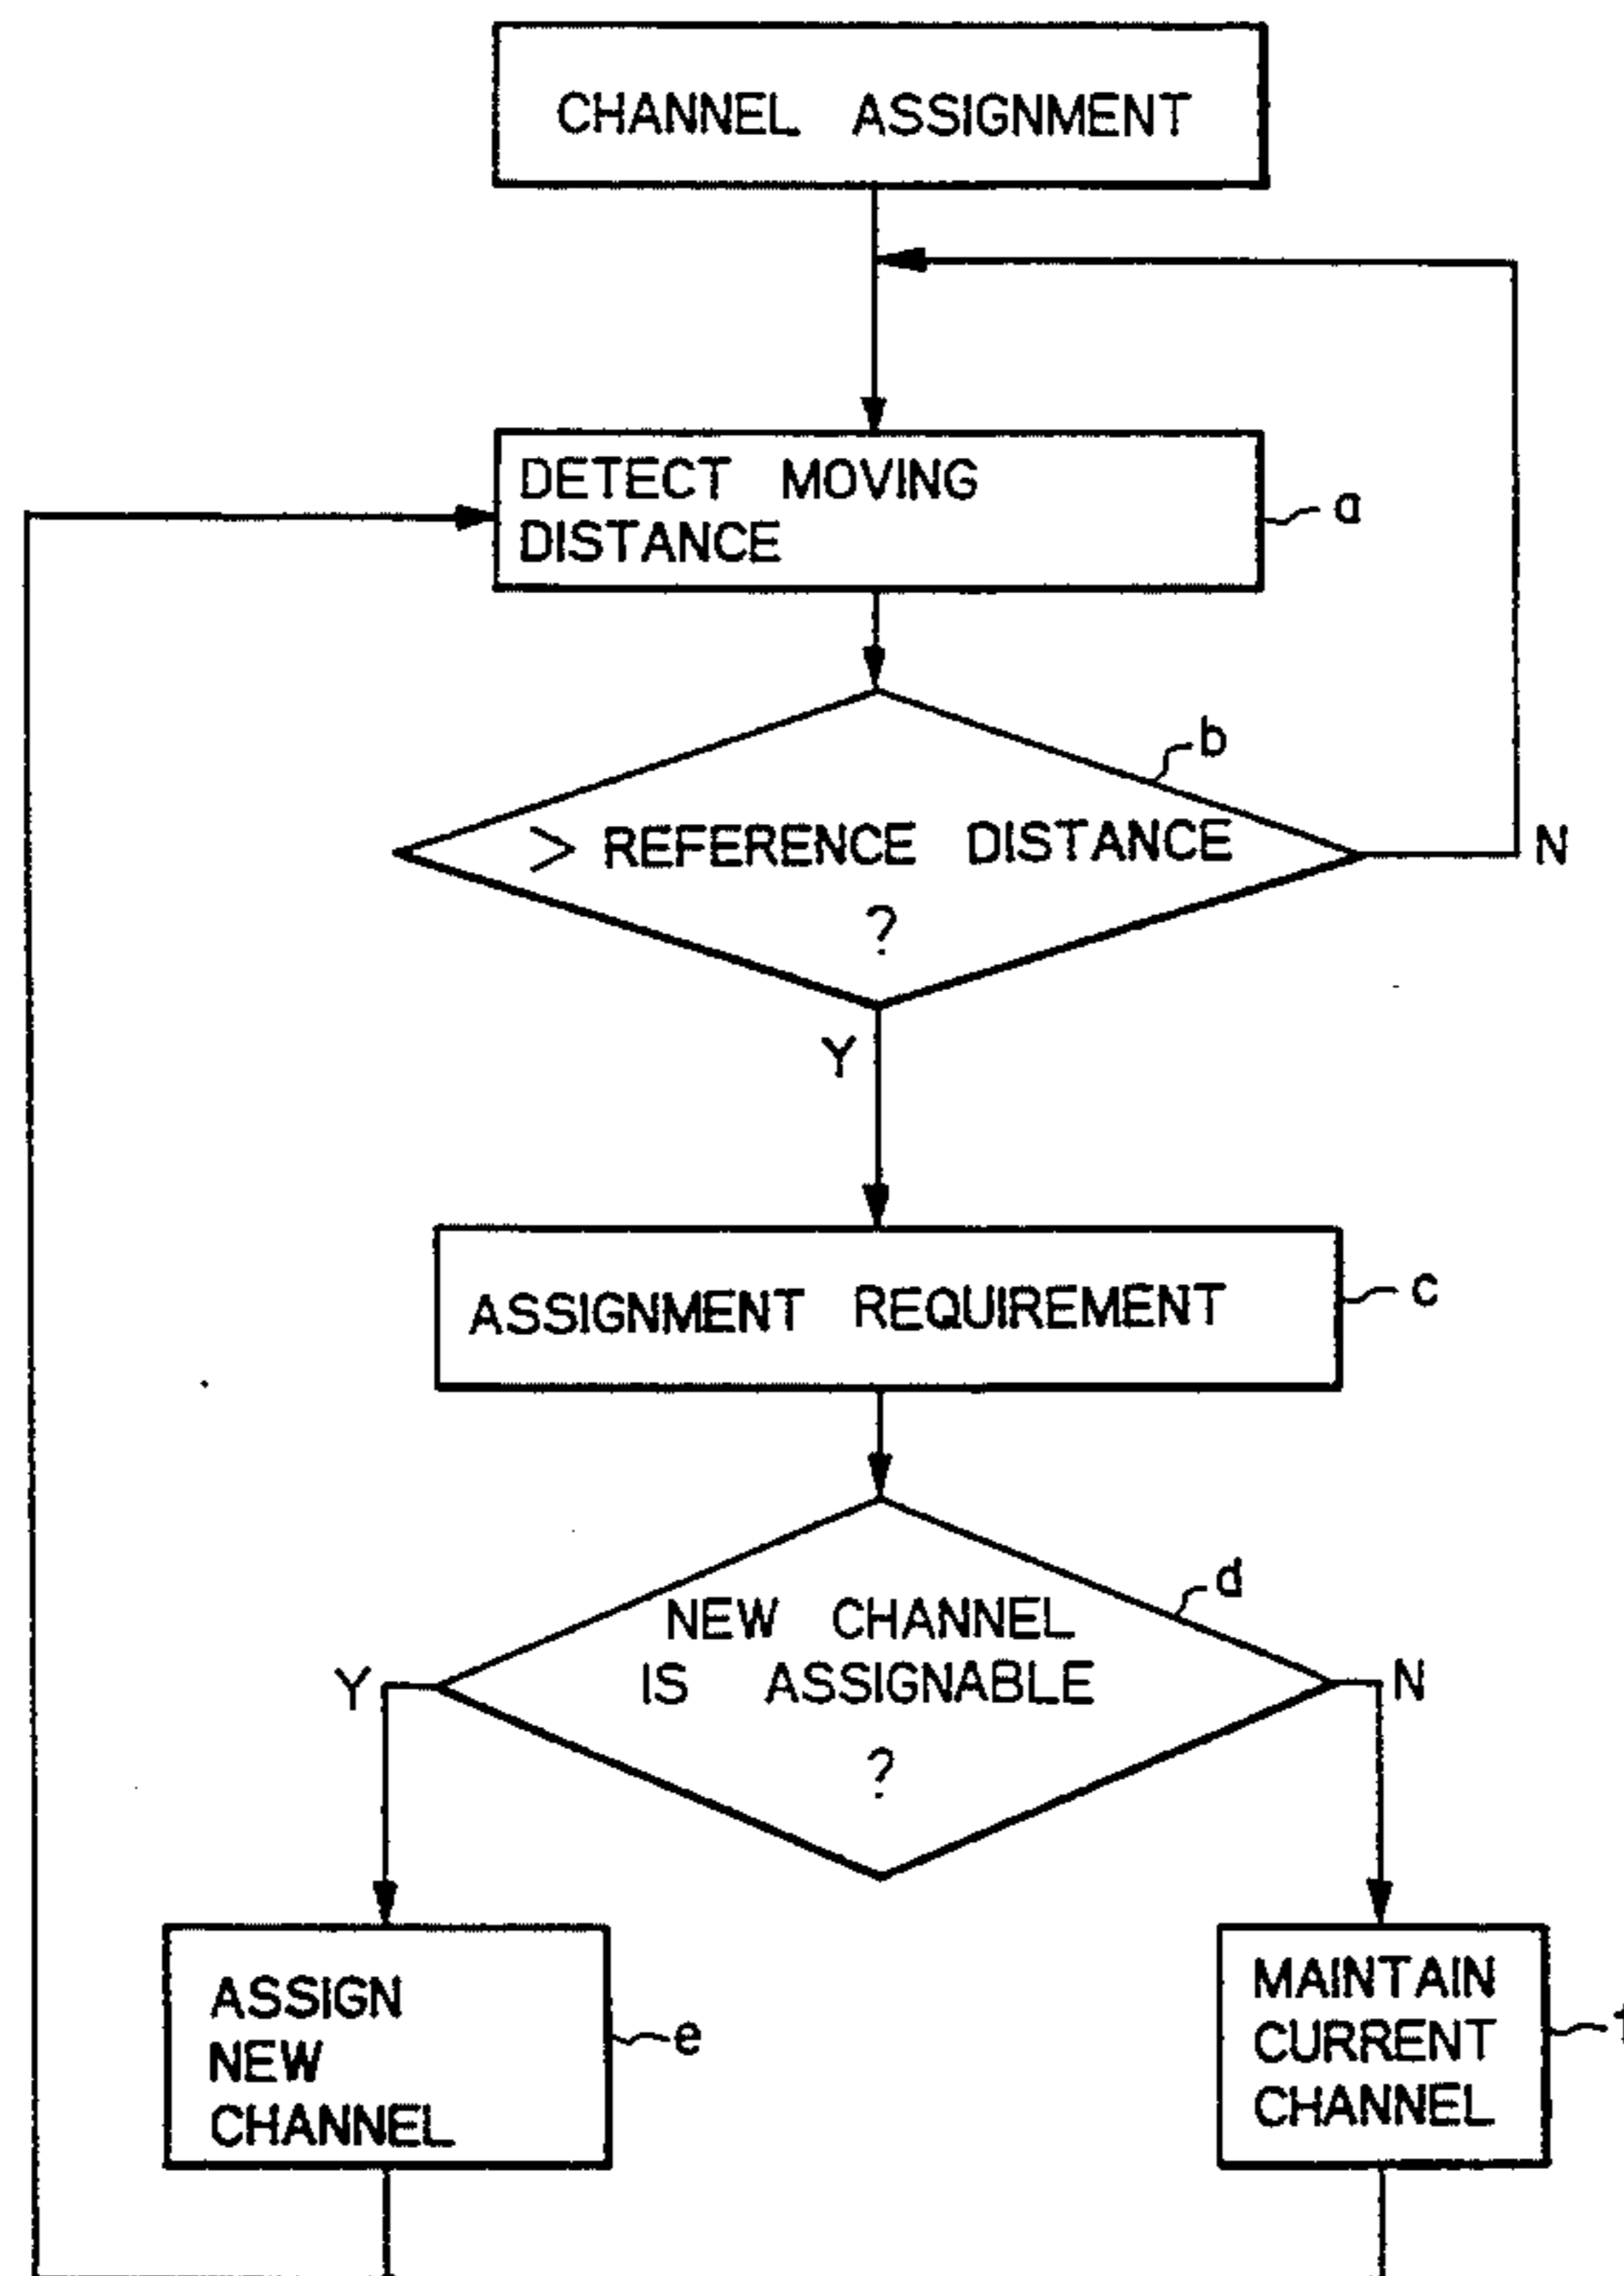 CHANNEL ASSIGNMENT
DETECT MOVING
DISTANCE
a
b
> REFERENCE DISTANCE
?
N
Y
ASSIGNMENT REQUIREMENT
c
d
NEW CHANNEL
IS ASSIGNABLE
?
Y
N
ASSIGN
NEW
CHANNEL
e
MAINTAIN
CURRENT
CHANNEL